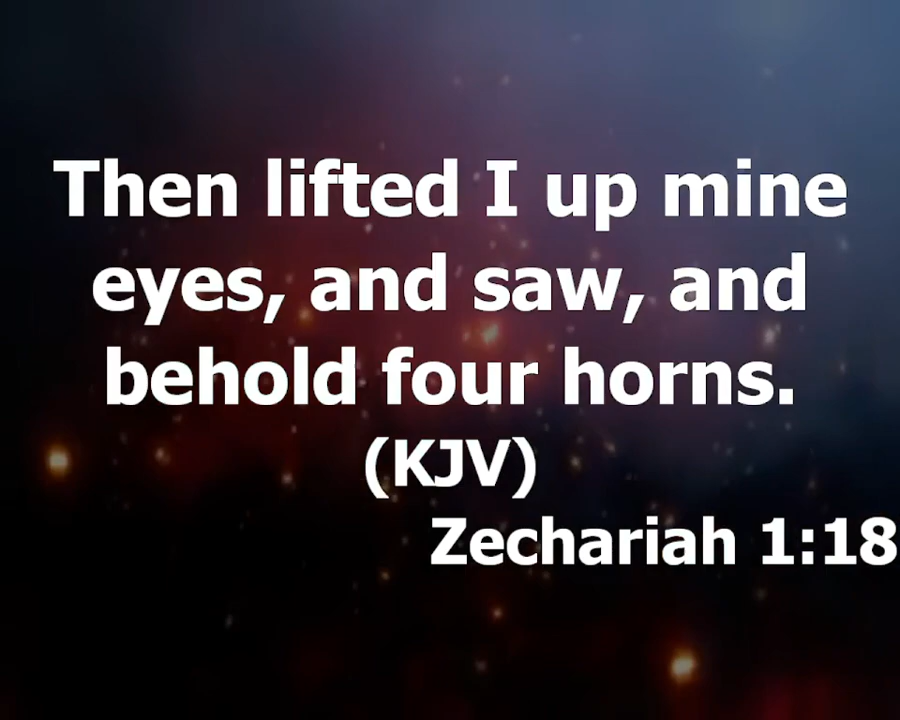 Then lifted I up mine
eyes, and saw, and
behold four horns.
(KJV)
Zechariah 1:18